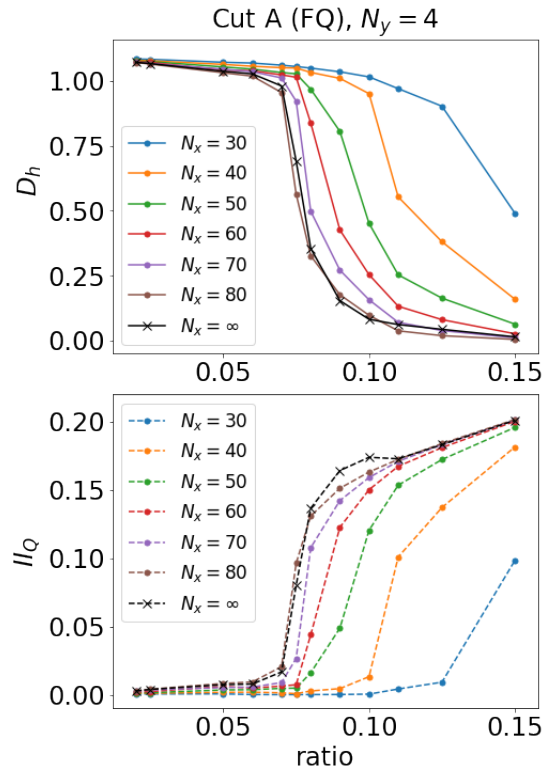 Cut A (FQ), N_y = 4
D_h
1.00
0.75
0.50
0.25
0.00
N_x = 30
N_x = 40
N_x = 50
N_x = 60
N_x = 70
N_x = 80
N_x = ∞
0.05
0.10
0.15
II_Q
0.20
0.15
0.10
0.05
0.00
N_x = 30
N_x = 40
N_x = 50
N_x = 60
N_x = 70
N_x = 80
N_x = ∞
0.05
0.10
0.15
ratio